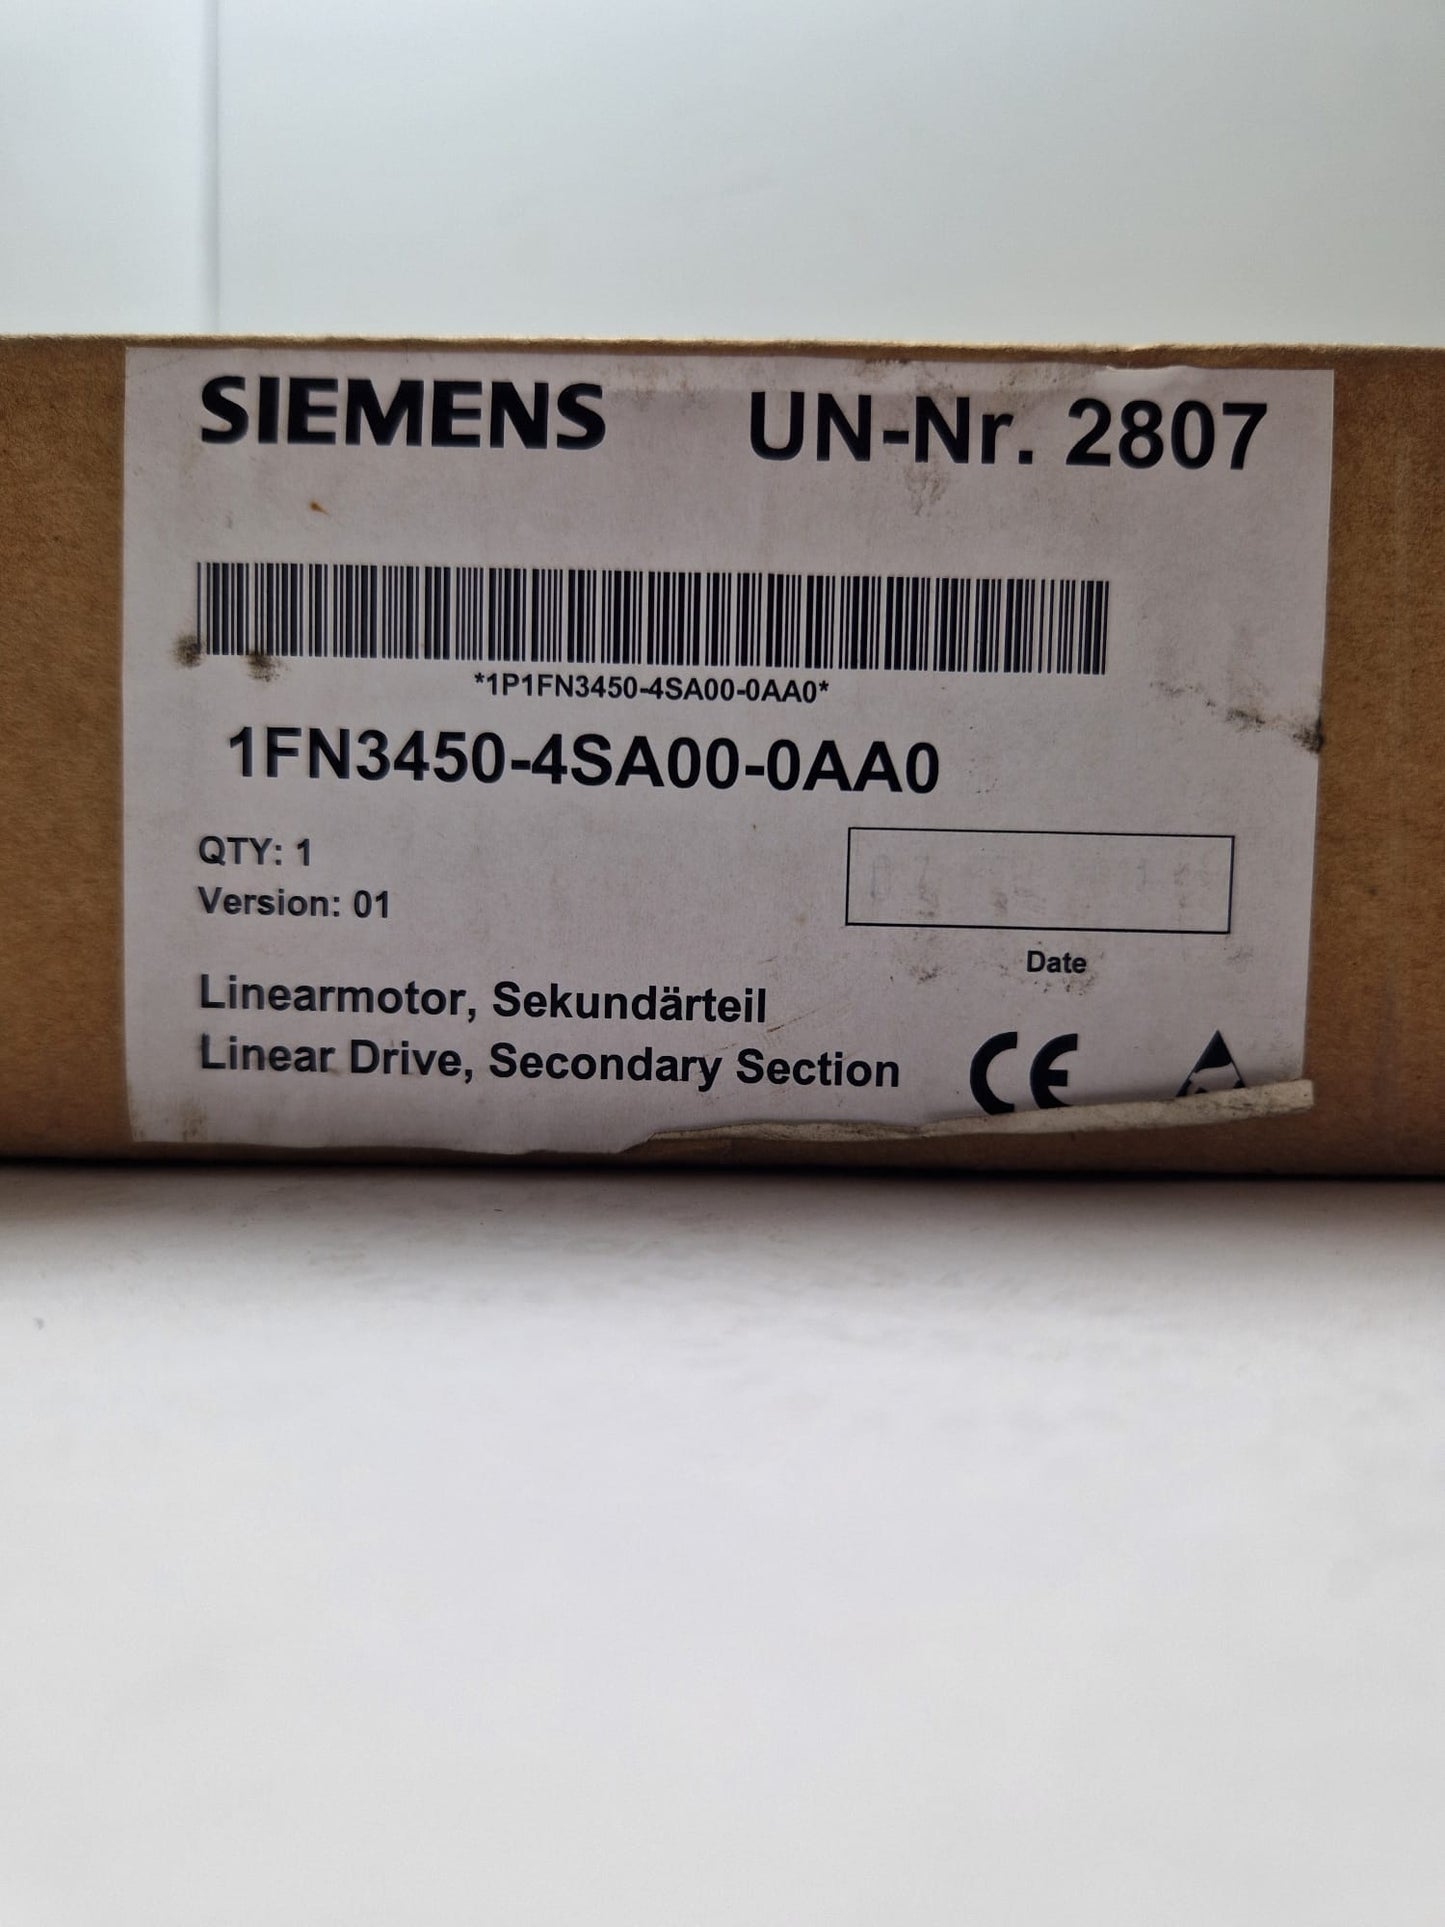 SIEMENS UN-Nr. 2807
*1P1FN3450-4SA00-0AA0*
1FN3450-4SA00-0AA0
QTY: 1
Version: 01
Date
Linearmotor, Sekundärteil
Linear Drive, Secondary Section
CE